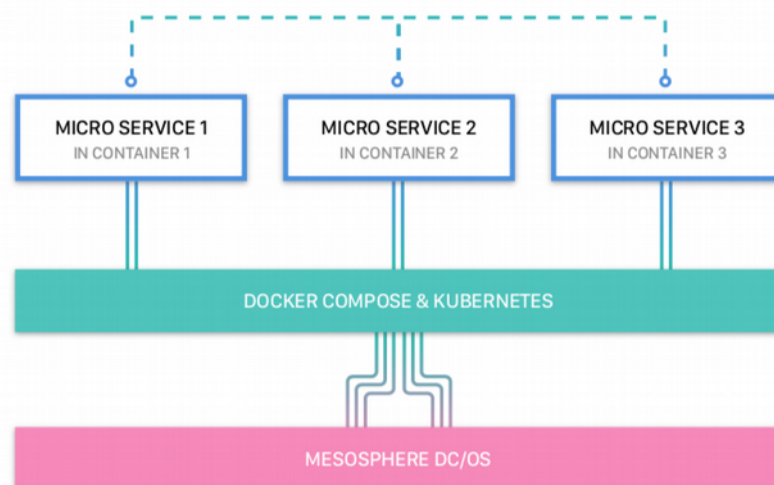 MICRO SERVICE 1
IN CONTAINER 1
MICRO SERVICE 2
IN CONTAINER 2
MICRO SERVICE 3
IN CONTAINER 3
DOCKER COMPOSE & KUBERNETES
MESOSPHERE DC/OS